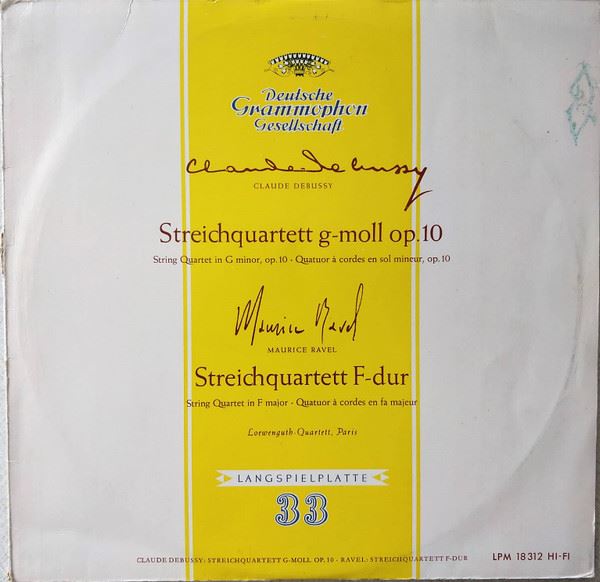 Deutsche
Grammophon
Gesellschaft
Claude Debussy
CLAUDE DEBUSSY
Streichquartett g-moll op.10
String Quartet in G minor, op. 10 - Quatuor à cordes en sol mineur, op. 10
Maurice Ravel
MAURICE RAVEL
Streichquartett F-dur
String Quartet in F major - Quatuor à cordes en fa majeur
Loewenguth-Quartett, Paris
LANGSPIELPLATTE
33
CLAUDE DEBUSSY: STREICHQUARTETT G-MOLL OP. 10 - RAVEL: STREICHQUARTETT F-DUR
LPM 18312 HI-FI